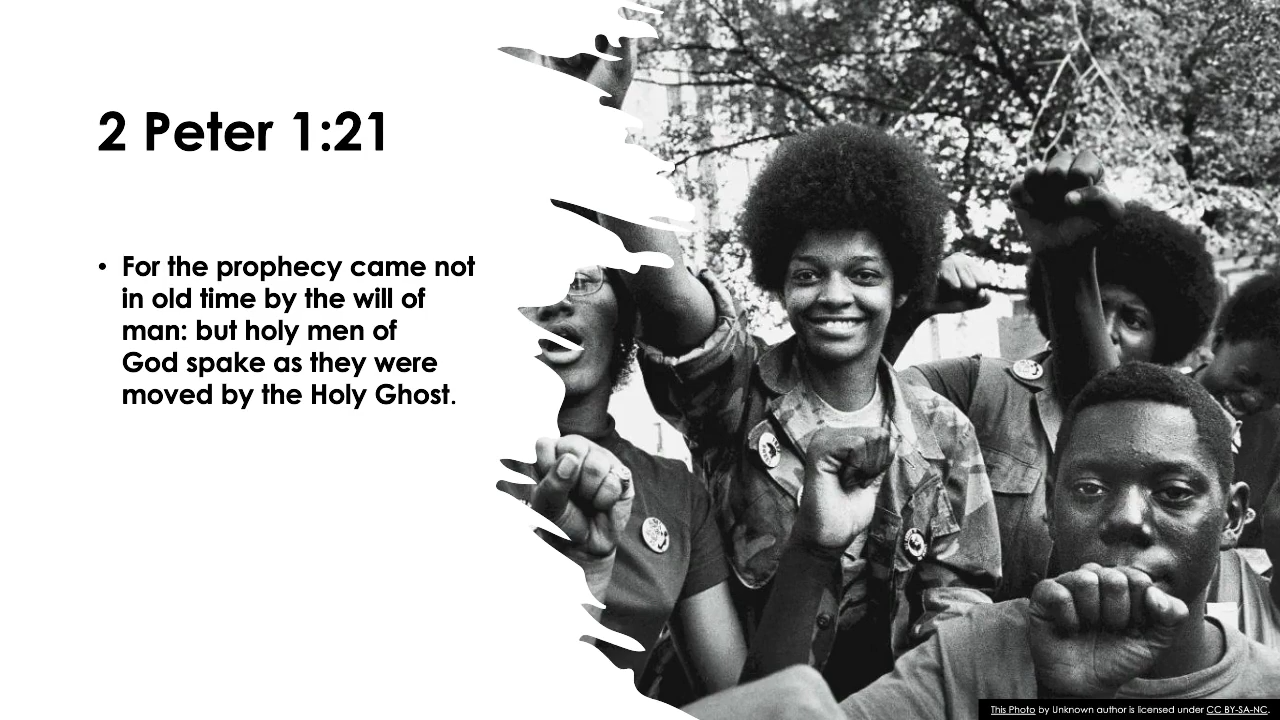 2 Peter 1:21
• For the prophecy came not
in old time by the will of
man: but holy men of
God spake as they were
moved by the Holy Ghost.
This Photo by Unknown author is licensed under CC BY-SA-NC.